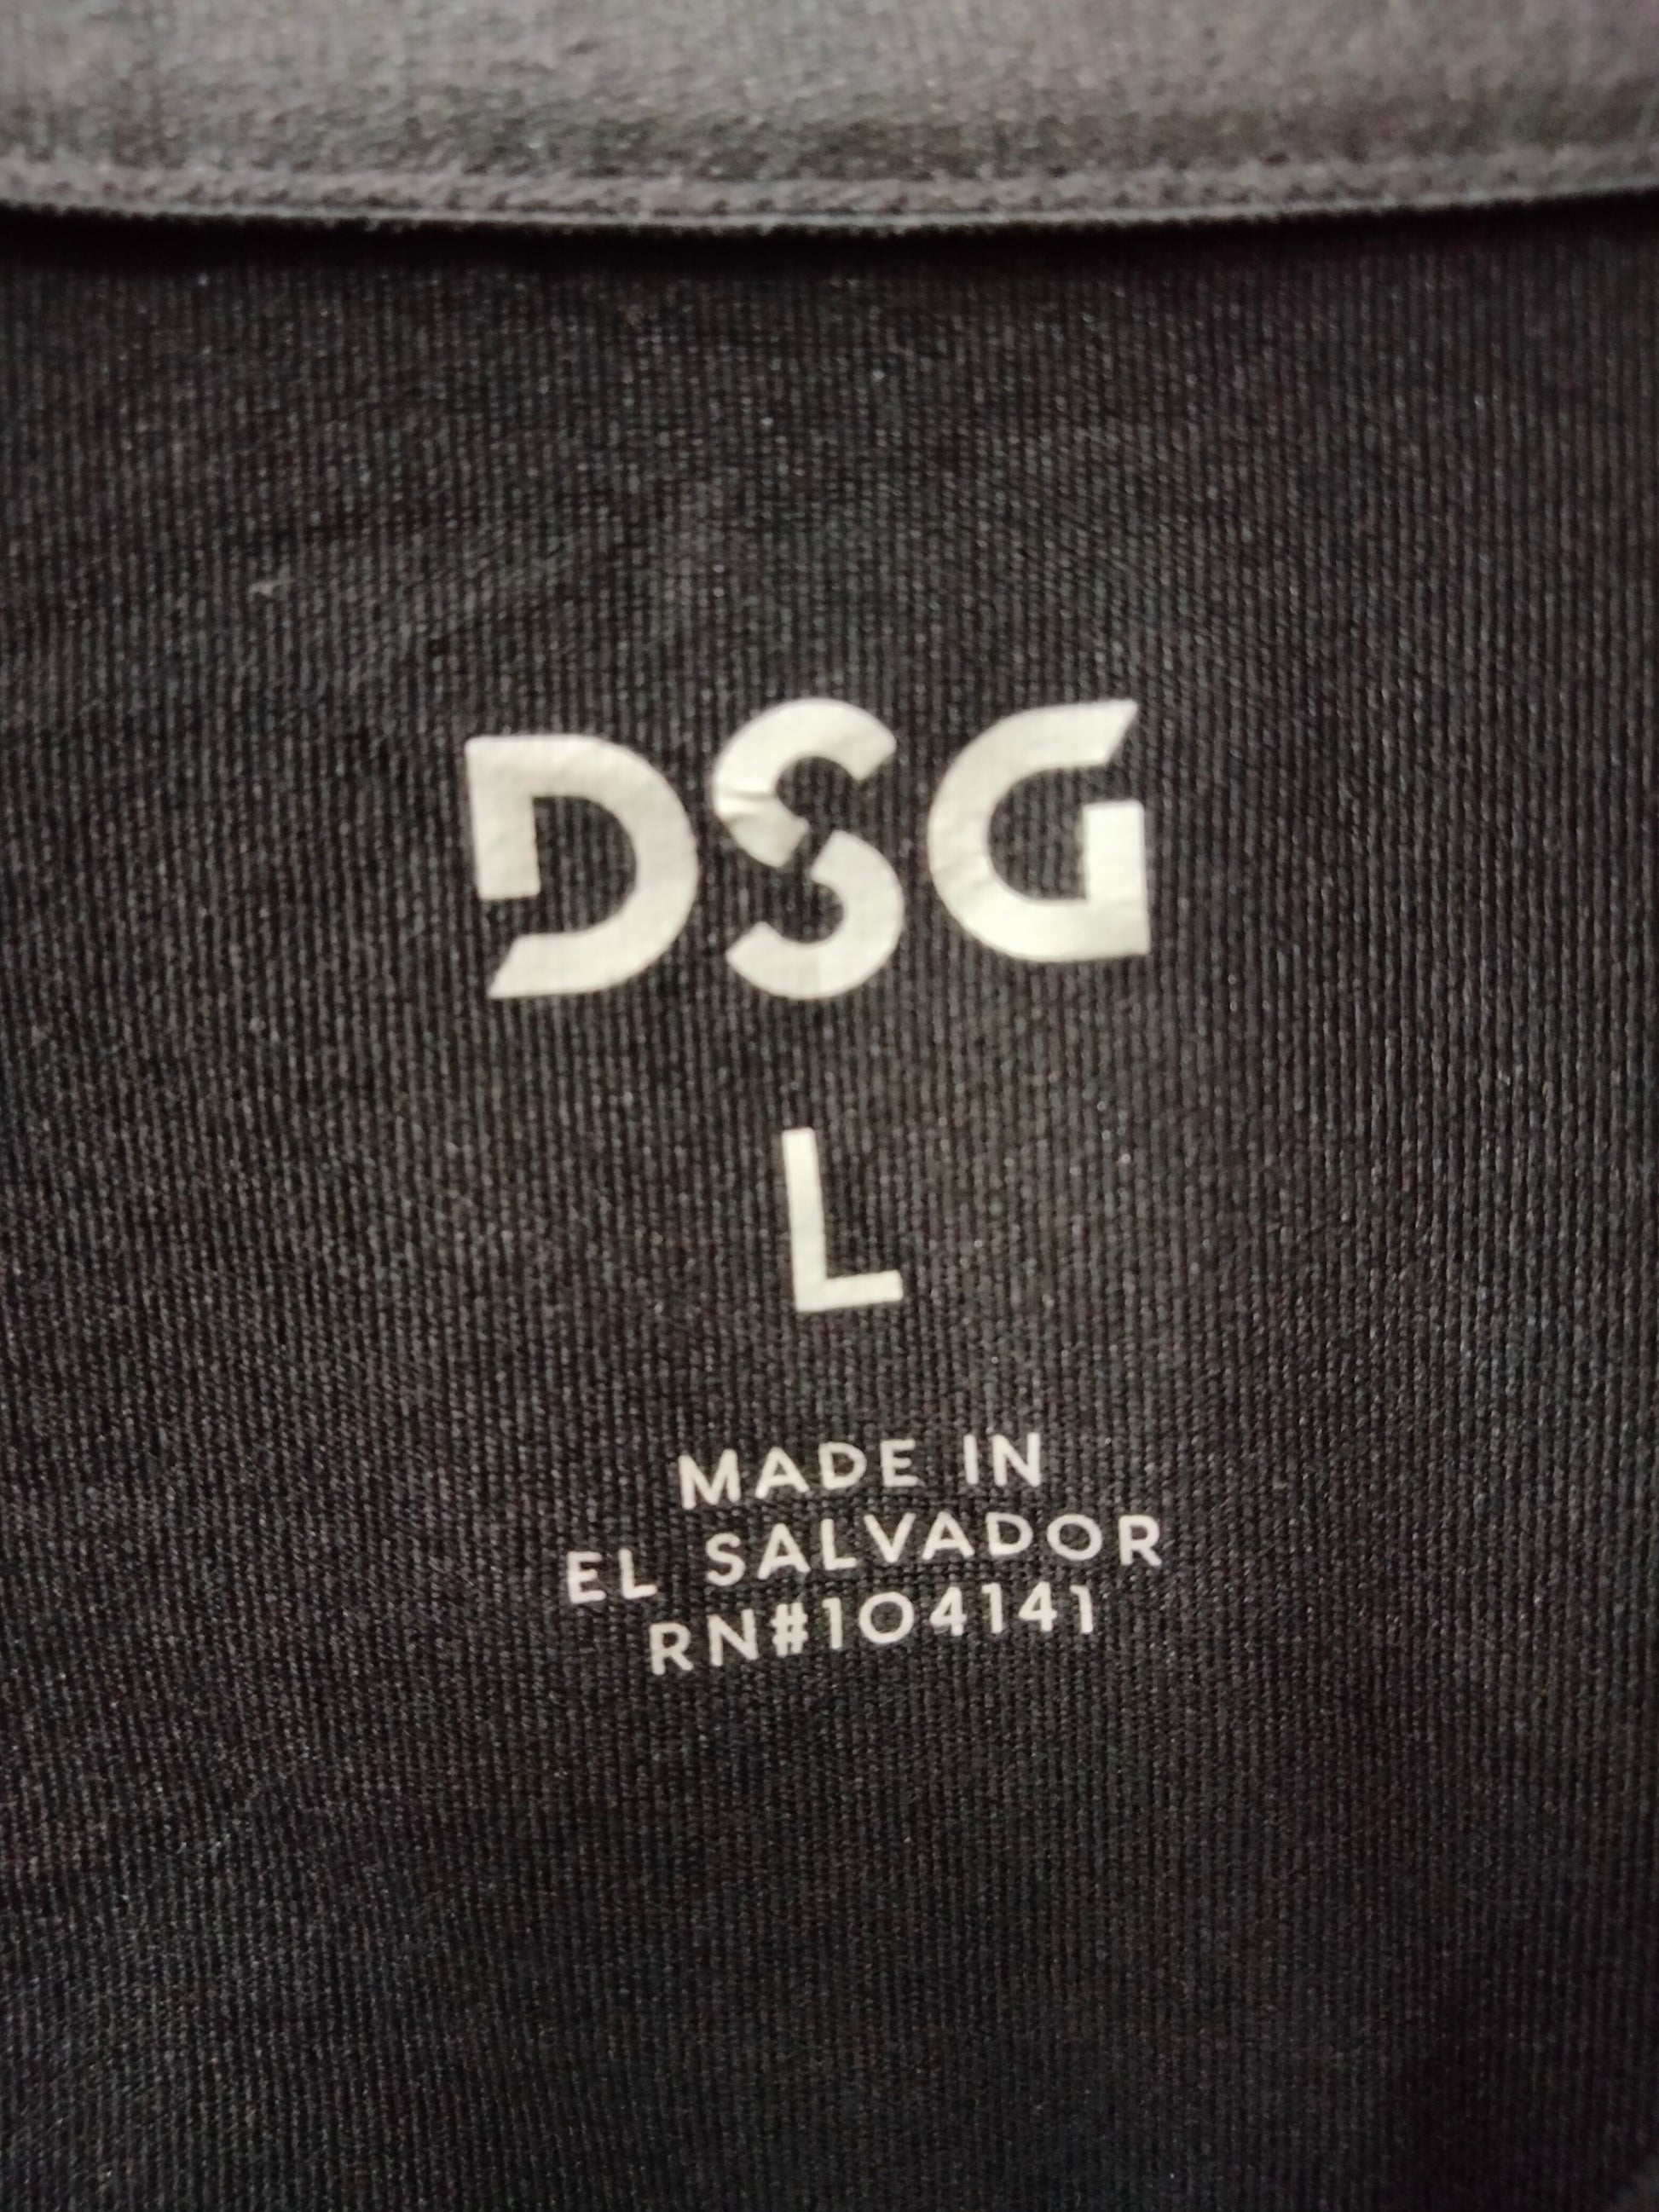 DSG
L
MADE IN
EL SALVADOR
RN#104141